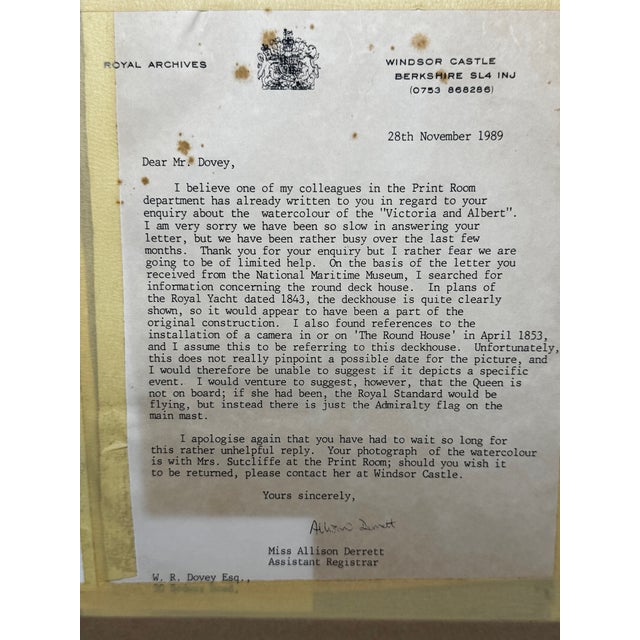 ROYAL ARCHIVES
WINDSOR CASTLE
BERKSHIRE SL4 1NJ
(0753 868286)
28th November 1989
Dear Mr. Dovey,
I believe one of my colleagues in the Print Room
department has already written to you in regard to your
enquiry about the watercolour of the "Victoria and Albert".
I am very sorry we have been so slow in answering your
letter, but we have been rather busy over the last few
months. Thank you for your enquiry but I rather fear we are
going to be of limited help. On the basis of the letter you
received from the National Maritime Museum, I searched for
information concerning the round deck house. In plans of
the Royal Yacht dated 1843, the deckhouse is quite clearly
shown, so it would appear to have been a part of the
original construction. I also found references to the
installation of a camera in or on 'The Round House' in April 1853,
and I assume this to be referring to this deckhouse. Unfortunately,
this does not really pinpoint a possible date for the picture, and
I would therefore be unable to suggest if it depicts a specific
event. I would venture to suggest, however, that the Queen is
not on board; if she had been, the Royal Standard would be
flying, but instead there is just the Admiralty flag on the
main mast.
I apologise again that you have had to wait so long for
this rather unhelpful reply. Your photograph of the watercolour
is with Mrs. Sutcliffe at the Print Room; should you wish it
to be returned, please contact her at Windsor Castle.
Yours sincerely,
Allison Derrett
Miss Allison Derrett
Assistant Registrar
W. R. Dovey Esq.,